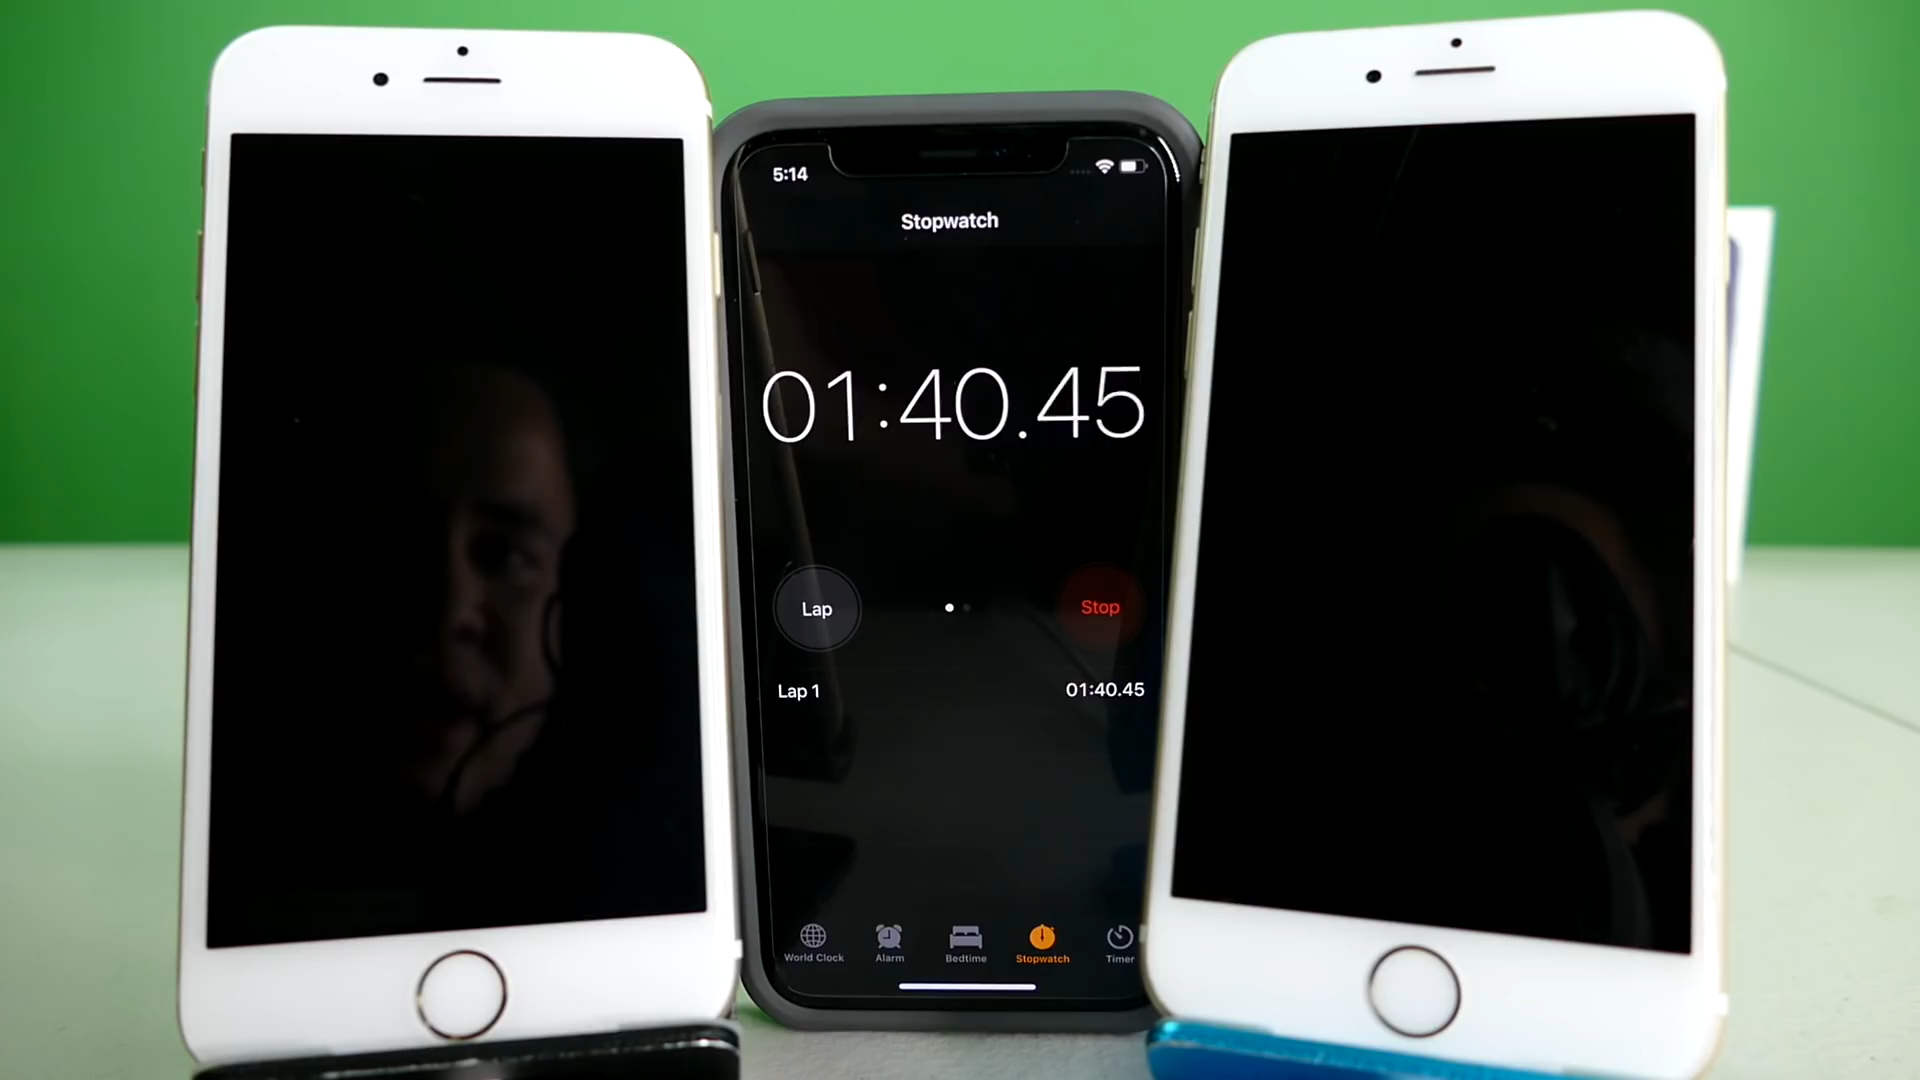 5:14
Stopwatch
01:40.45
Lap
Stop
Lap 1 01:40.45
World Clock Alarm Bedtime Stopwatch Timer